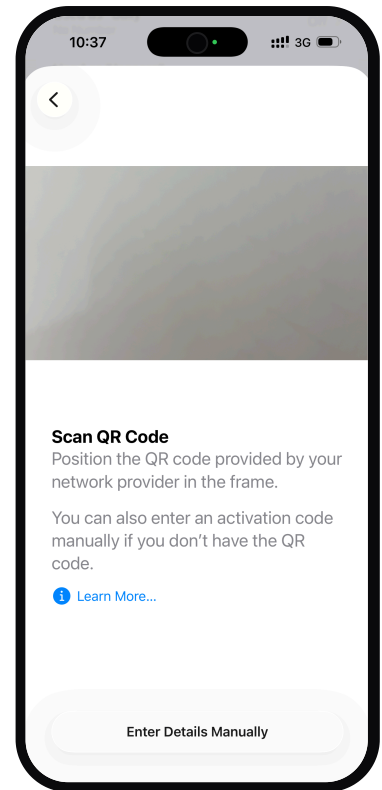 10:37 3G
Scan QR Code
Position the QR code provided by your
network provider in the frame.
You can also enter an activation code
manually if you don’t have the QR
code.
Learn More...
Enter Details Manually